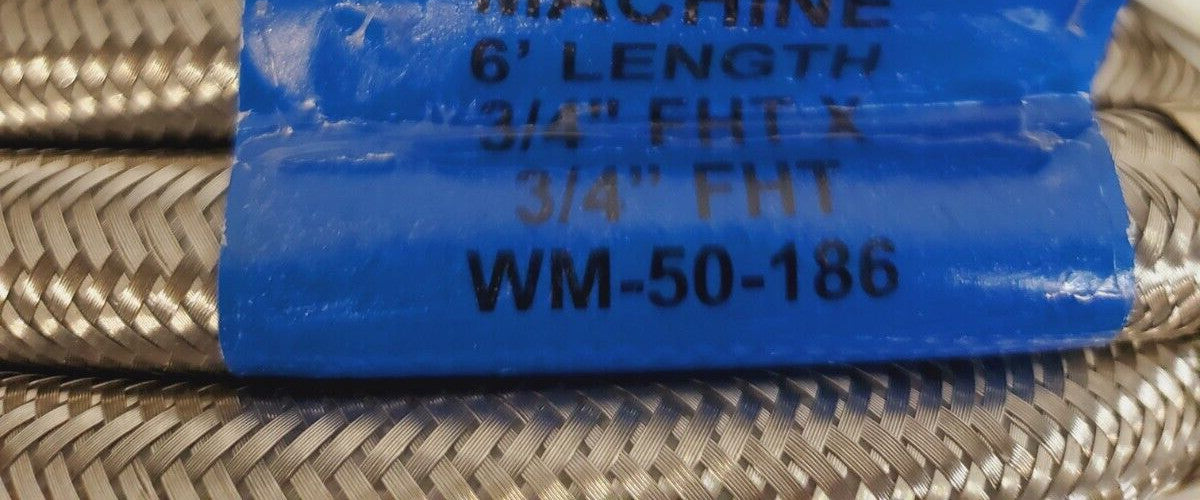 MACHINE
6' LENGTH
3/4" FHT X
3/4" FHT
WM-50-186